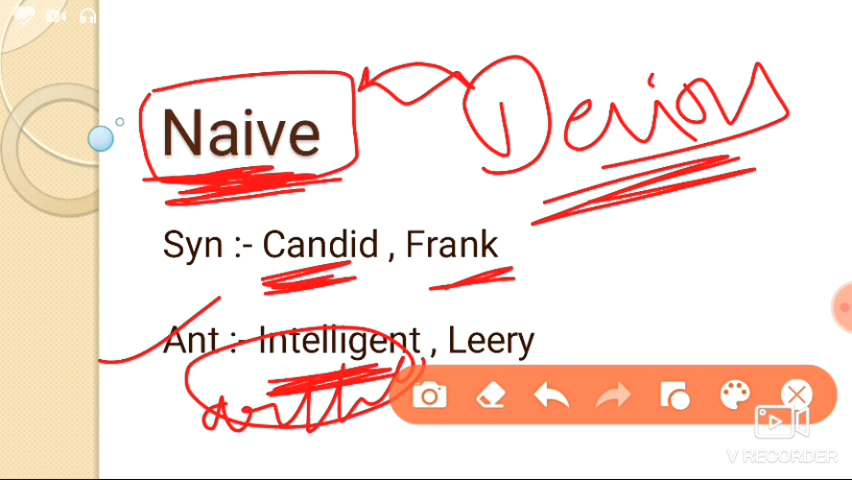 Naive
Syn :- Candid , Frank
Ant :- Intelligent , Leery
V RECORDER